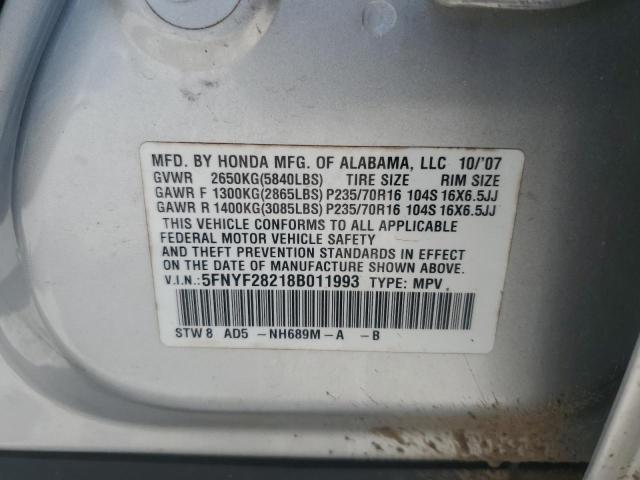 MFD. BY HONDA MFG. OF ALABAMA, LLC 10/'07
GVWR 2650KG(5840LBS) TIRE SIZE RIM SIZE
GAWR F 1300KG(2865LBS) P235/70R16 104S 16X6.5JJ
GAWR R 1400KG(3085LBS) P235/70R16 104S 16X6.5JJ
THIS VEHICLE CONFORMS TO ALL APPLICABLE
FEDERAL MOTOR VEHICLE SAFETY
AND THEFT PREVENTION STANDARDS IN EFFECT
ON THE DATE OF MANUFACTURE SHOWN ABOVE.
V.I.N.: 5FNYF28218B011993 TYPE: MPV
STW 8 AD5 -NH689M-A -B